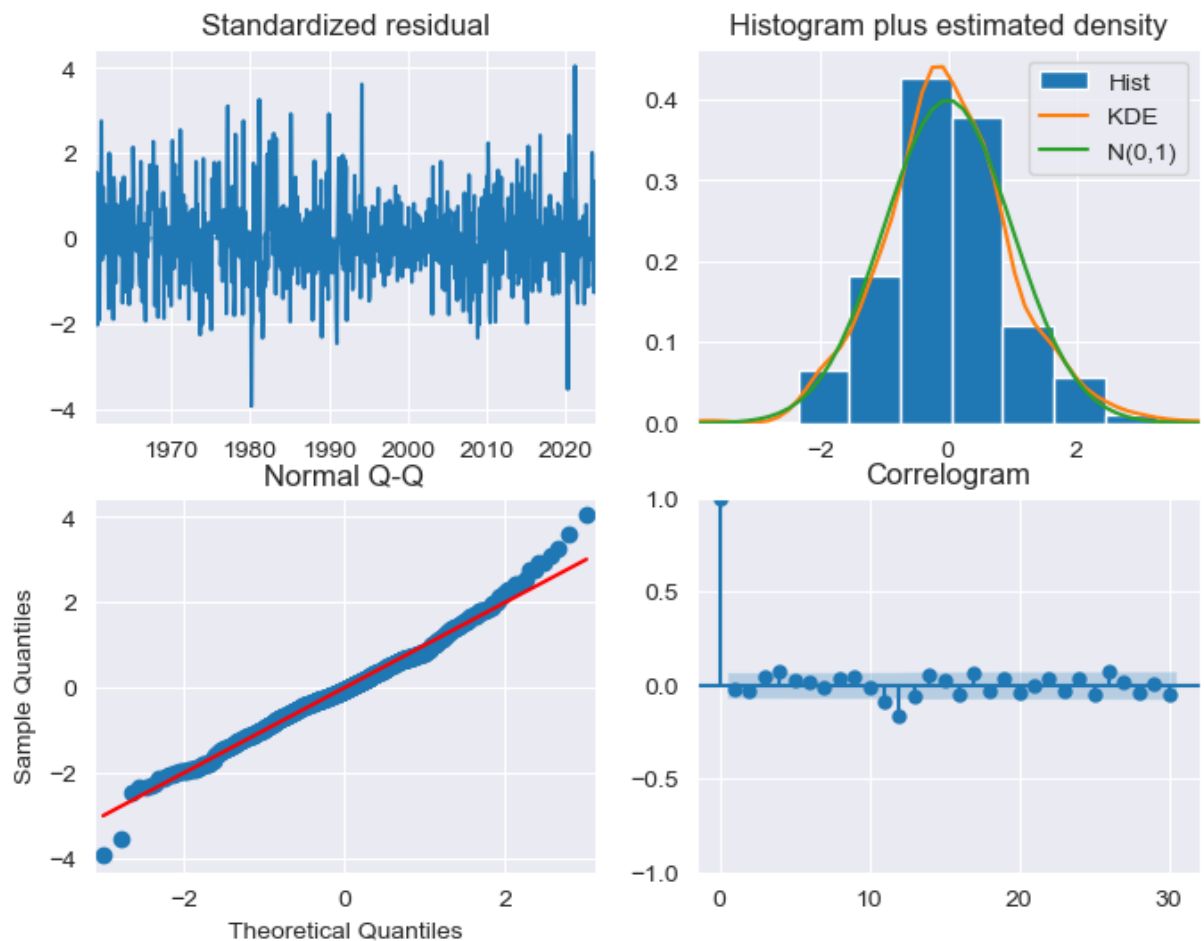 Standardized residual
4
2
0
−2
−4
1970 1980 1990 2000 2010 2020
Histogram plus estimated density
Hist
KDE
N(0,1)
0.4
0.3
0.2
0.1
0.0
−2 0 2
Normal Q-Q
Sample Quantiles
4
2
0
−2
−4
−2 0 2
Theoretical Quantiles
Correlogram
1.0
0.5
0.0
−0.5
−1.0
0 10 20 30